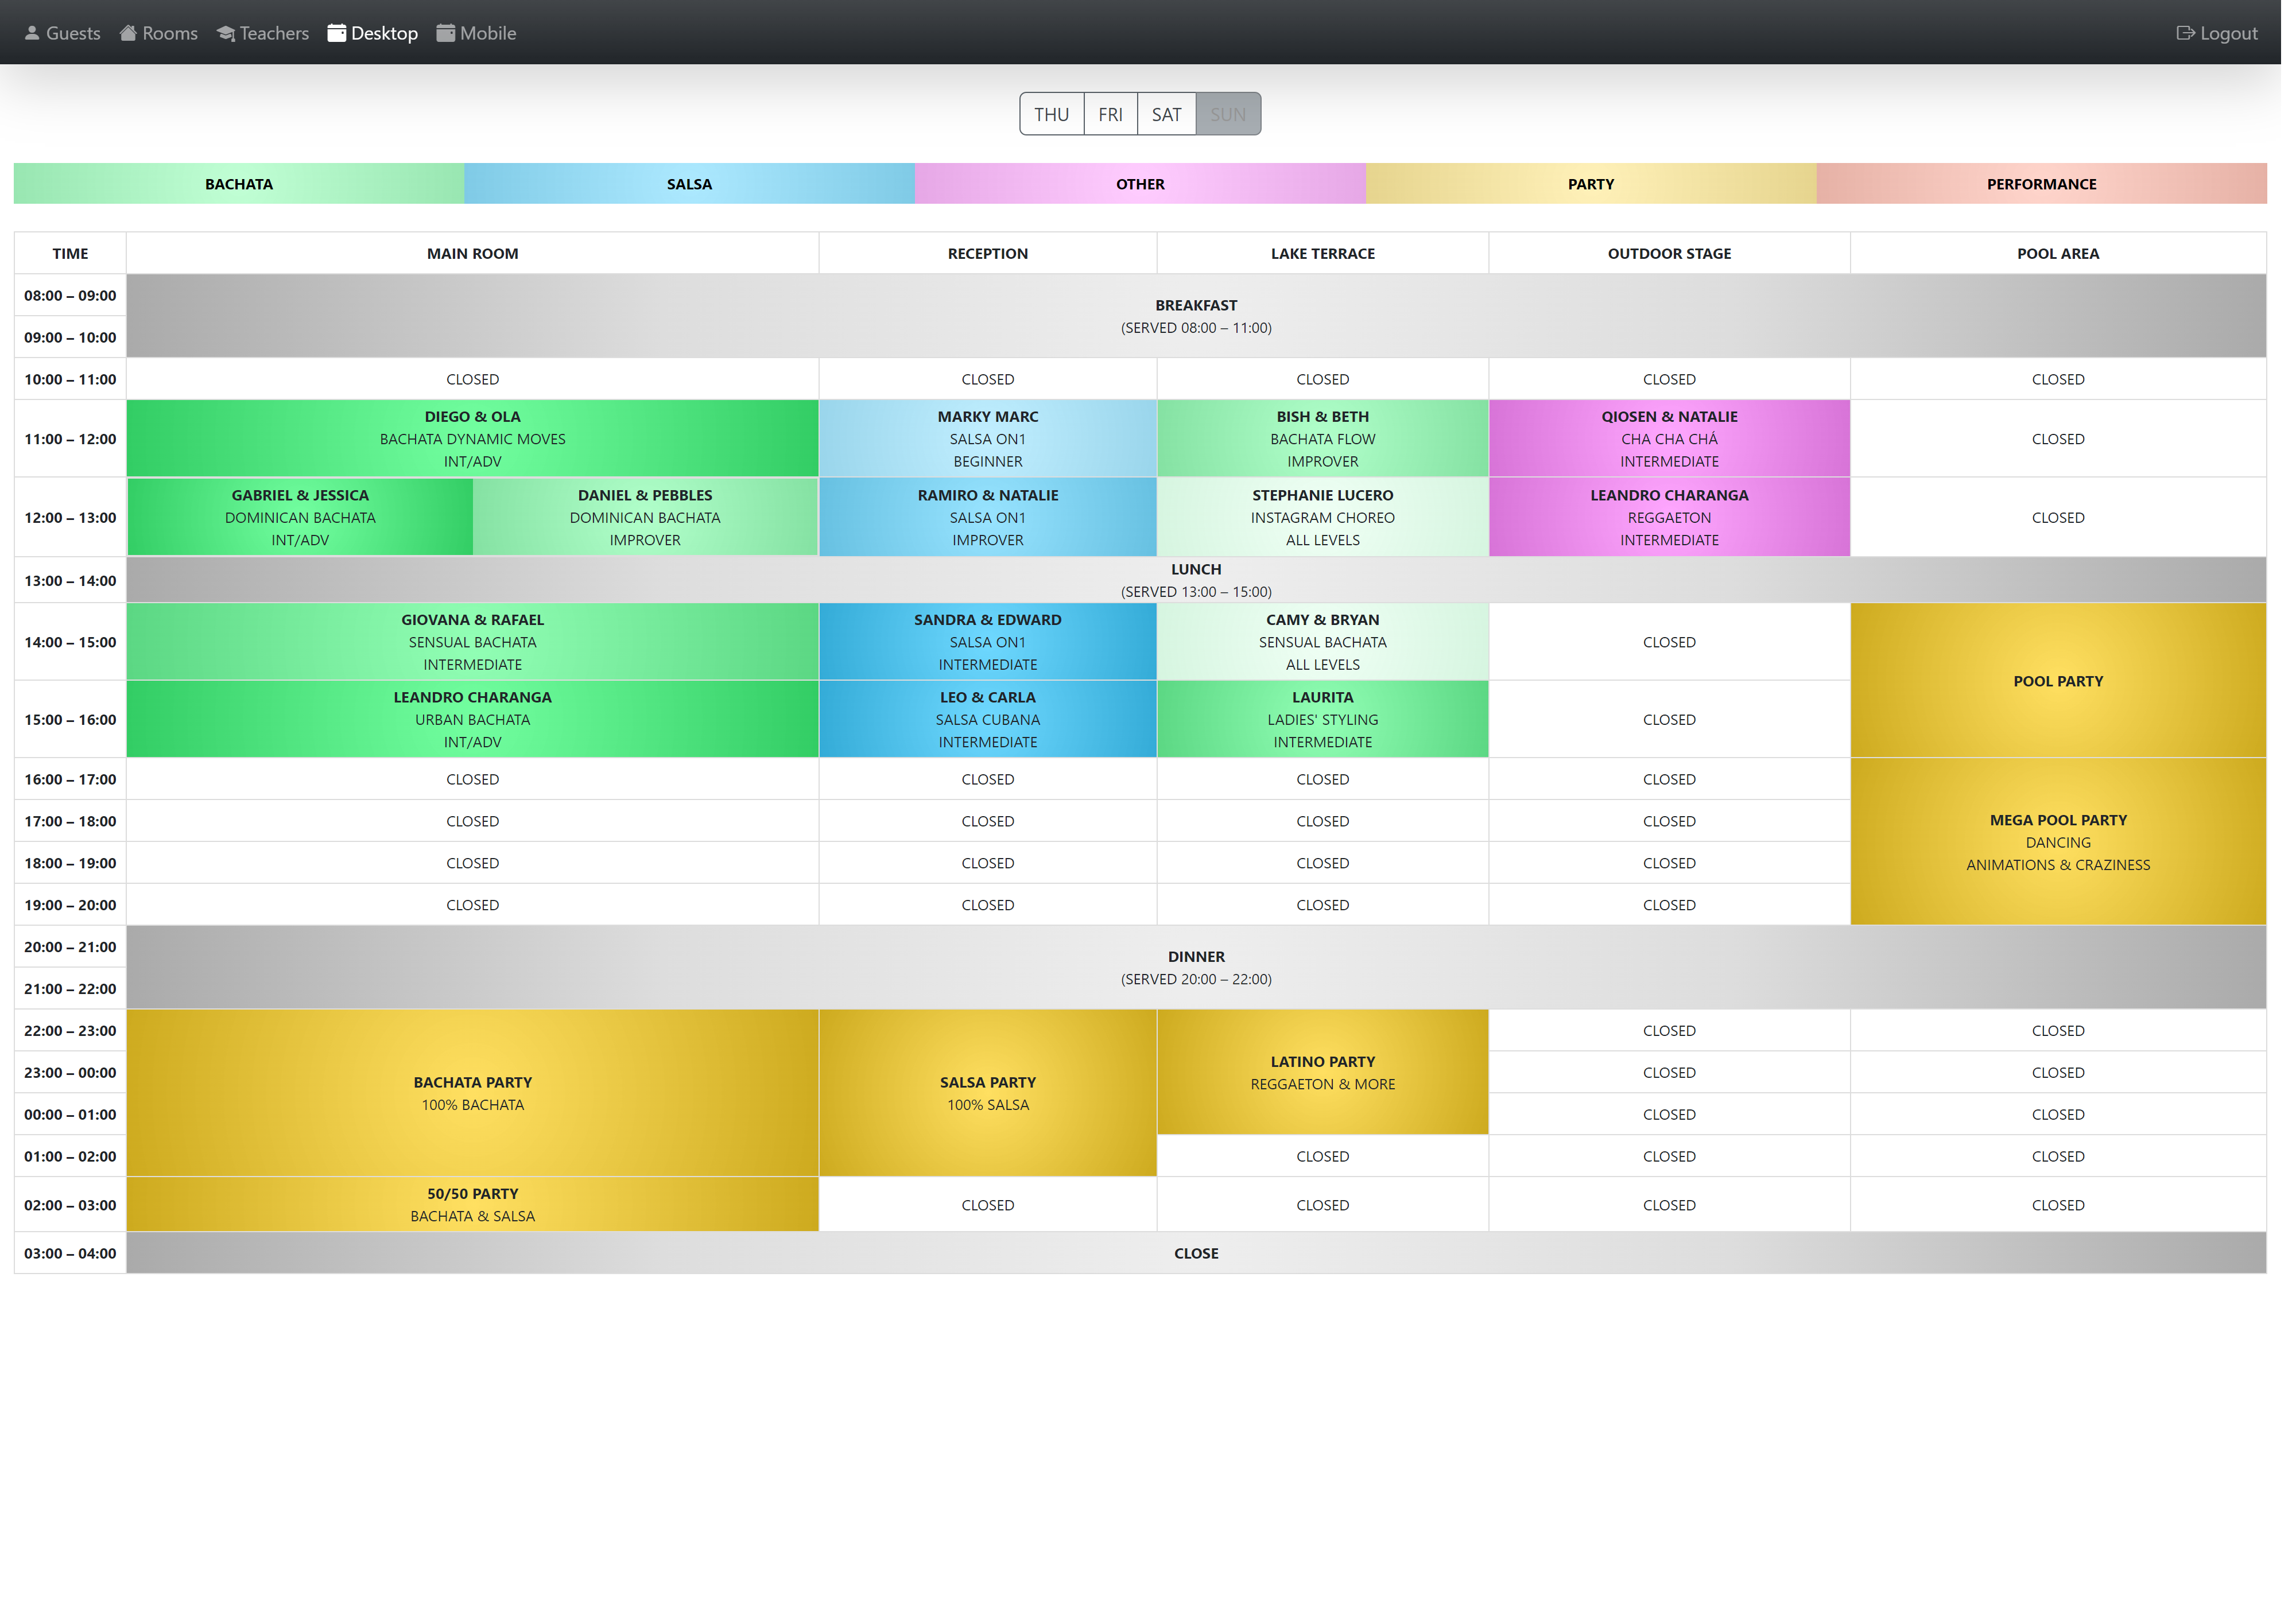 Guests Rooms Teachers Desktop Mobile Logout
THU FRI SAT SUN
BACHATA SALSA OTHER PARTY PERFORMANCE
TIME MAIN ROOM RECEPTION LAKE TERRACE OUTDOOR STAGE POOL AREA
08:00 – 09:00
BREAKFAST
(SERVED 08:00 – 11:00)
09:00 – 10:00
10:00 – 11:00 CLOSED CLOSED CLOSED CLOSED CLOSED
11:00 – 12:00
DIEGO & OLA
BACHATA DYNAMIC MOVES
INT/ADV
MARKY MARC
SALSA ON1
BEGINNER
BISH & BETH
BACHATA FLOW
IMPROVER
QIOSEN & NATALIE
CHA CHA CHÁ
INTERMEDIATE
CLOSED
12:00 – 13:00
GABRIEL & JESSICA
DOMINICAN BACHATA
INT/ADV
DANIEL & PEBBLES
DOMINICAN BACHATA
IMPROVER
RAMIRO & NATALIE
SALSA ON1
IMPROVER
STEPHANIE LUCERO
INSTAGRAM CHOREO
ALL LEVELS
LEANDRO CHARANGA
REGGAETON
INTERMEDIATE
CLOSED
13:00 – 14:00
LUNCH
(SERVED 13:00 – 15:00)
14:00 – 15:00
GIOVANA & RAFAEL
SENSUAL BACHATA
INTERMEDIATE
SANDRA & EDWARD
SALSA ON1
INTERMEDIATE
CAMY & BRYAN
SENSUAL BACHATA
ALL LEVELS
CLOSED
POOL PARTY
15:00 – 16:00
LEANDRO CHARANGA
URBAN BACHATA
INT/ADV
LEO & CARLA
SALSA CUBANA
INTERMEDIATE
LAURITA
LADIES' STYLING
INTERMEDIATE
CLOSED
16:00 – 17:00 CLOSED CLOSED CLOSED CLOSED
MEGA POOL PARTY
DANCING
ANIMATIONS & CRAZINESS
17:00 – 18:00 CLOSED CLOSED CLOSED CLOSED
18:00 – 19:00 CLOSED CLOSED CLOSED CLOSED
19:00 – 20:00 CLOSED CLOSED CLOSED CLOSED
20:00 – 21:00
DINNER
(SERVED 20:00 – 22:00)
21:00 – 22:00
22:00 – 23:00
BACHATA PARTY
100% BACHATA
SALSA PARTY
100% SALSA
LATINO PARTY
REGGAETON & MORE
CLOSED CLOSED
23:00 – 00:00 CLOSED CLOSED
00:00 – 01:00 CLOSED CLOSED
01:00 – 02:00 CLOSED CLOSED CLOSED
02:00 – 03:00
50/50 PARTY
BACHATA & SALSA
CLOSED CLOSED CLOSED CLOSED
03:00 – 04:00 CLOSE